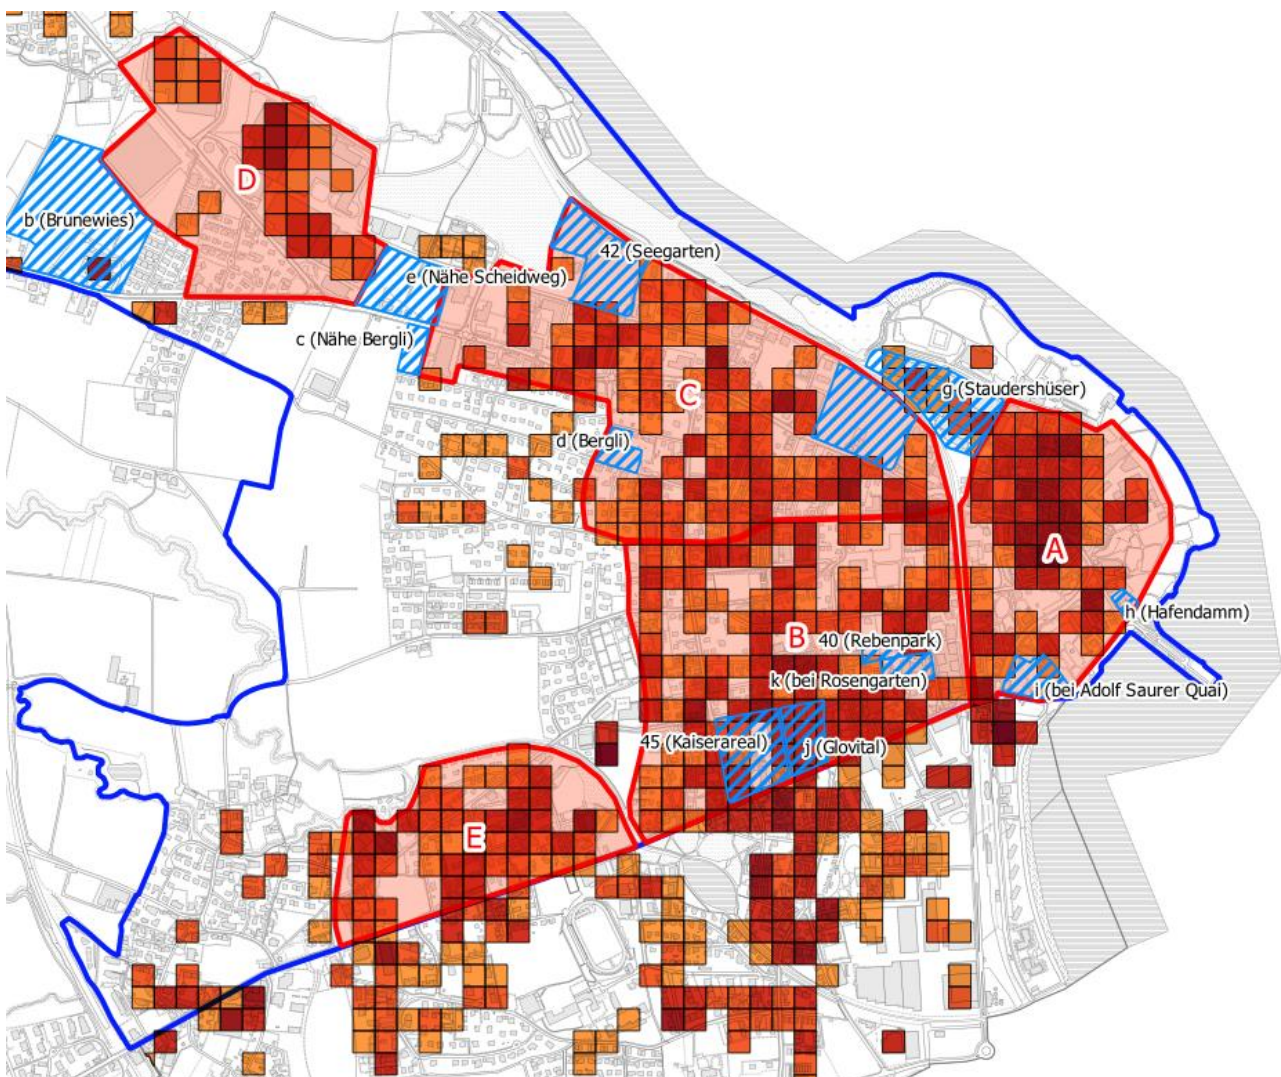 D
b (Brunewies)
42 (Seegarten)
e (Nähe Scheidweg)
c (Nähe Bergli)
g (Staudershüser)
C
d (Bergli)
A
h (Hafendamm)
B
40 (Rebenpark)
k (bei Rosengarten)
i (bei Adolf Saurer Quai)
45 (Kaiserareal)
j (Glovital)
E